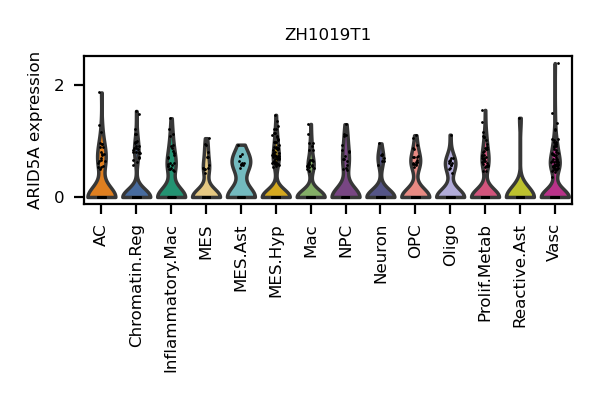 ZH1019T1
ARID5A expression
2
0
AC
Chromatin.Reg
Inflammatory.Mac
MES
MES.Ast
MES.Hyp
Mac
NPC
Neuron
OPC
Oligo
Prolif.Metab
Reactive.Ast
Vasc